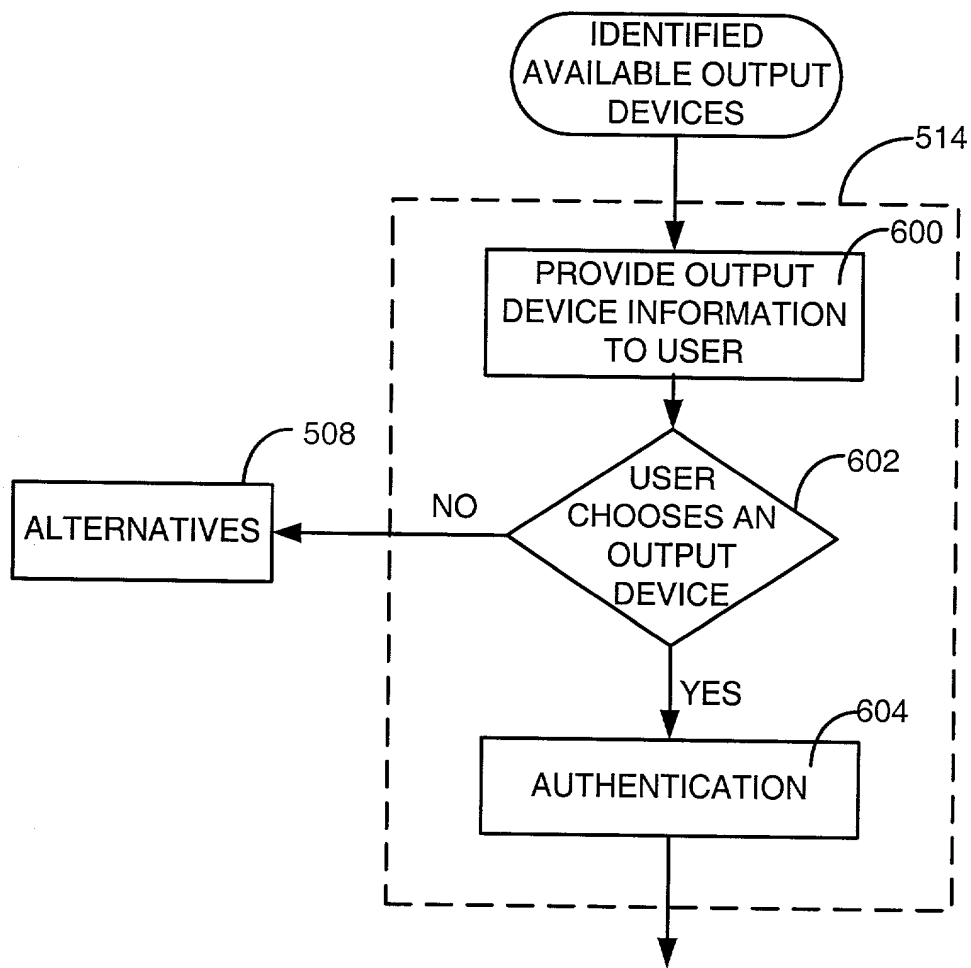 IDENTIFIED
AVAILABLE OUTPUT
DEVICES
514
600
PROVIDE OUTPUT
DEVICE INFORMATION
TO USER
508
ALTERNATIVES
NO
602
USER
CHOOSES AN
OUTPUT
DEVICE
YES
604
AUTHENTICATION